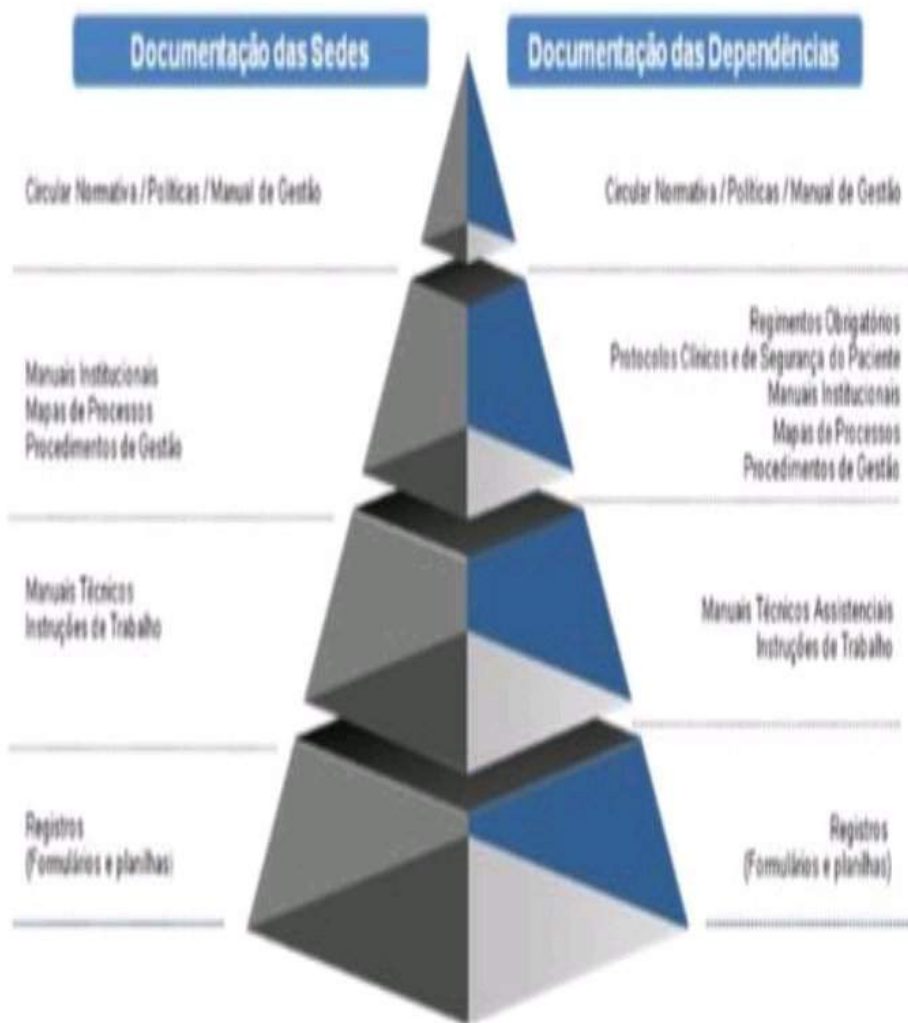 Documentação das Sedes
Documentação das Dependências
Circular Normativa / Políticas / Manual de Gestão
Circular Normativa / Políticas / Manual de Gestão
Manuais Institucionais
Mapas de Processos
Procedimentos de Gestão
Regimentos Obrigatórios
Protocolos Clínicos e de Segurança do Paciente
Manuais Institucionais
Mapas de Processos
Procedimentos de Gestão
Manuais Técnicos
Instruções de Trabalho
Manuais Técnicos Assistenciais
Instruções de Trabalho
Registros
(Formulários e planilhas)
Registros
(Formulários e planilhas)